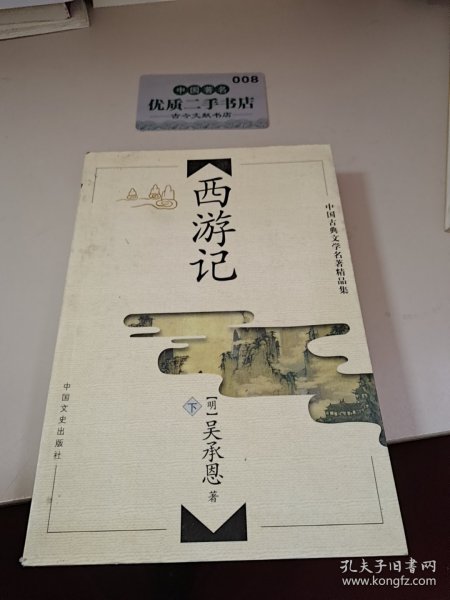 008
中国著名
优质二手书店
古今文献书店
西游记
中国古典文学名著精品集
下
【明】吴承恩 著
中国文史出版社
孔夫子旧书网
www.kongfz.com